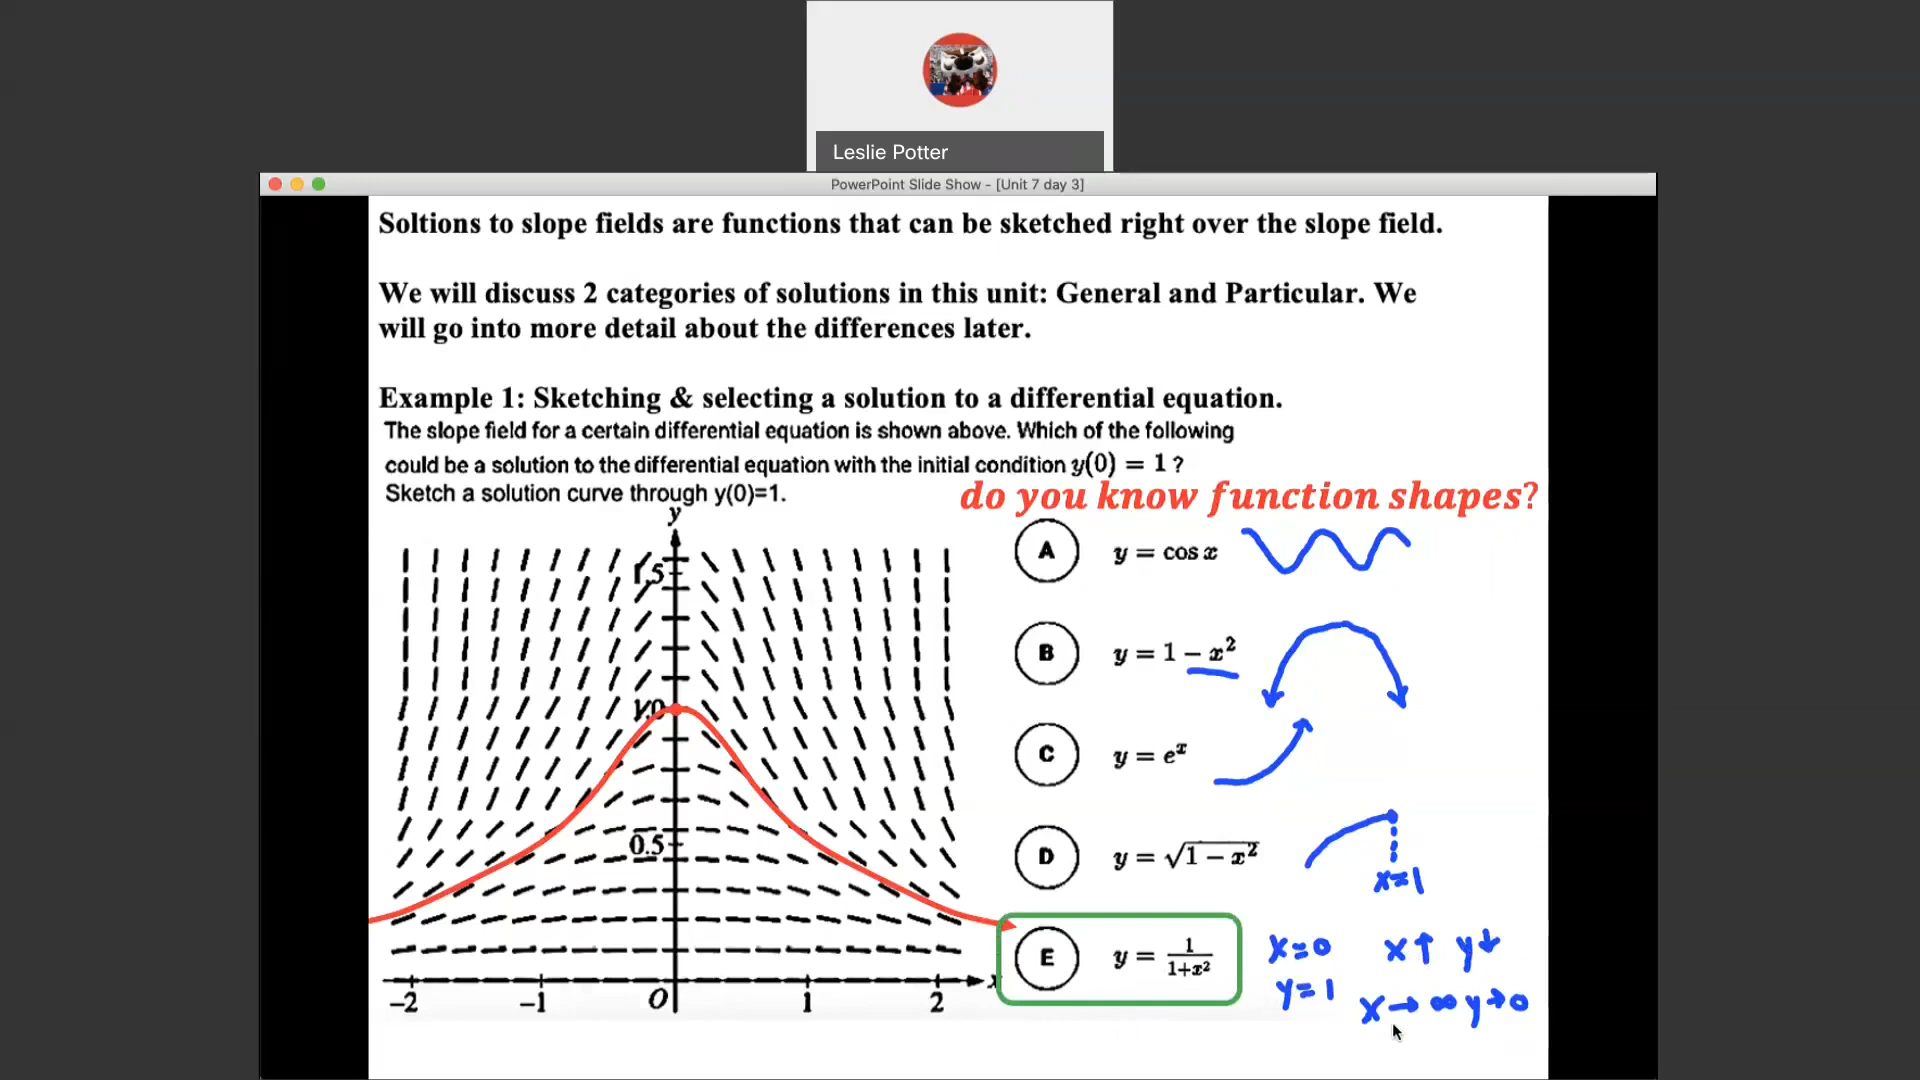 Leslie Potter
PowerPoint Slide Show - [Unit 7 day 3]
Soltions to slope fields are functions that can be sketched right over the slope field.
We will discuss 2 categories of solutions in this unit: General and Particular. We
will go into more detail about the differences later.
Example 1: Sketching & selecting a solution to a differential equation.
The slope field for a certain differential equation is shown above. Which of the following
could be a solution to the differential equation with the initial condition y(0) = 1 ?
Sketch a solution curve through y(0)=1.
do you know function shapes?
y
1.5
1.0
0.5
-2 -1 O 1 2 x
A y = cos x
B y = 1 − x²
C y = eˣ
D y = √(1 − x²)
x=1
E y = 1/(1+x²)
x=0 x↑ y↓
y=1 x→∞ y→0